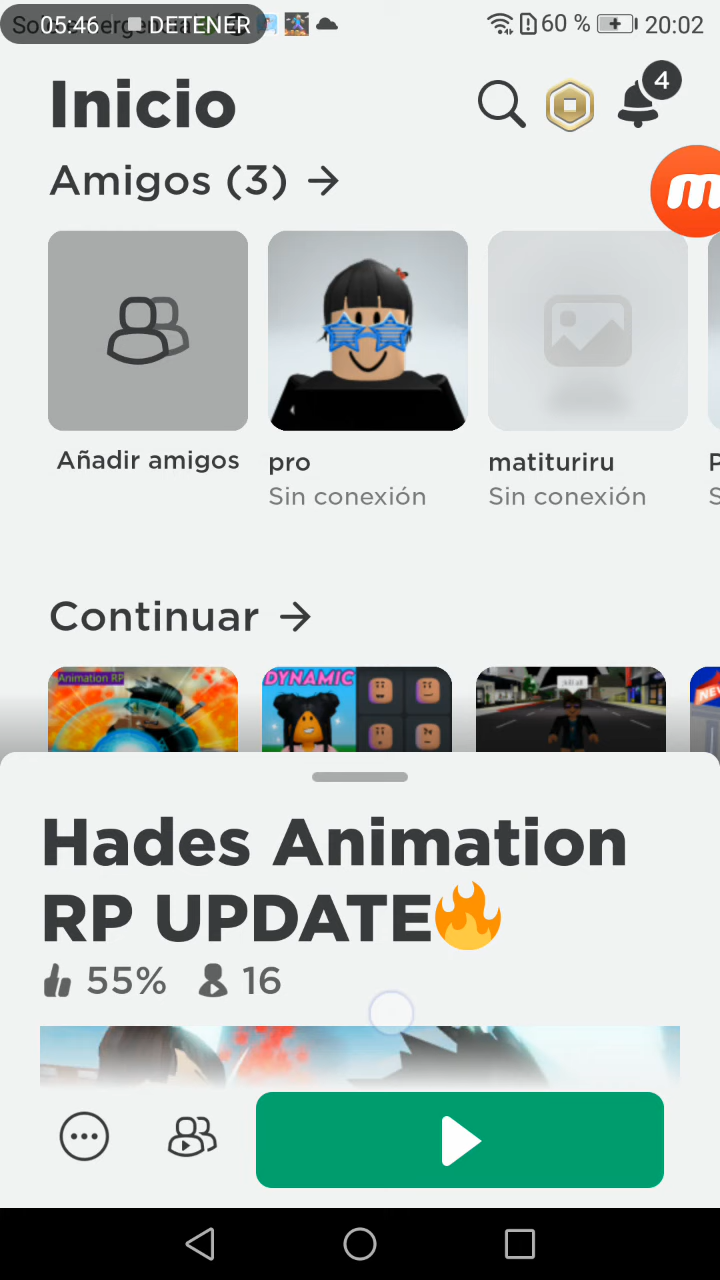 05:46 DETENER 60 % 20:02
Inicio
4
Amigos (3) →
Añadir amigos
pro
Sin conexión
matituriru
Sin conexión
Continuar →
Animation RP
DYNAMIC
Hades Animation
RP UPDATE🔥
55% 16